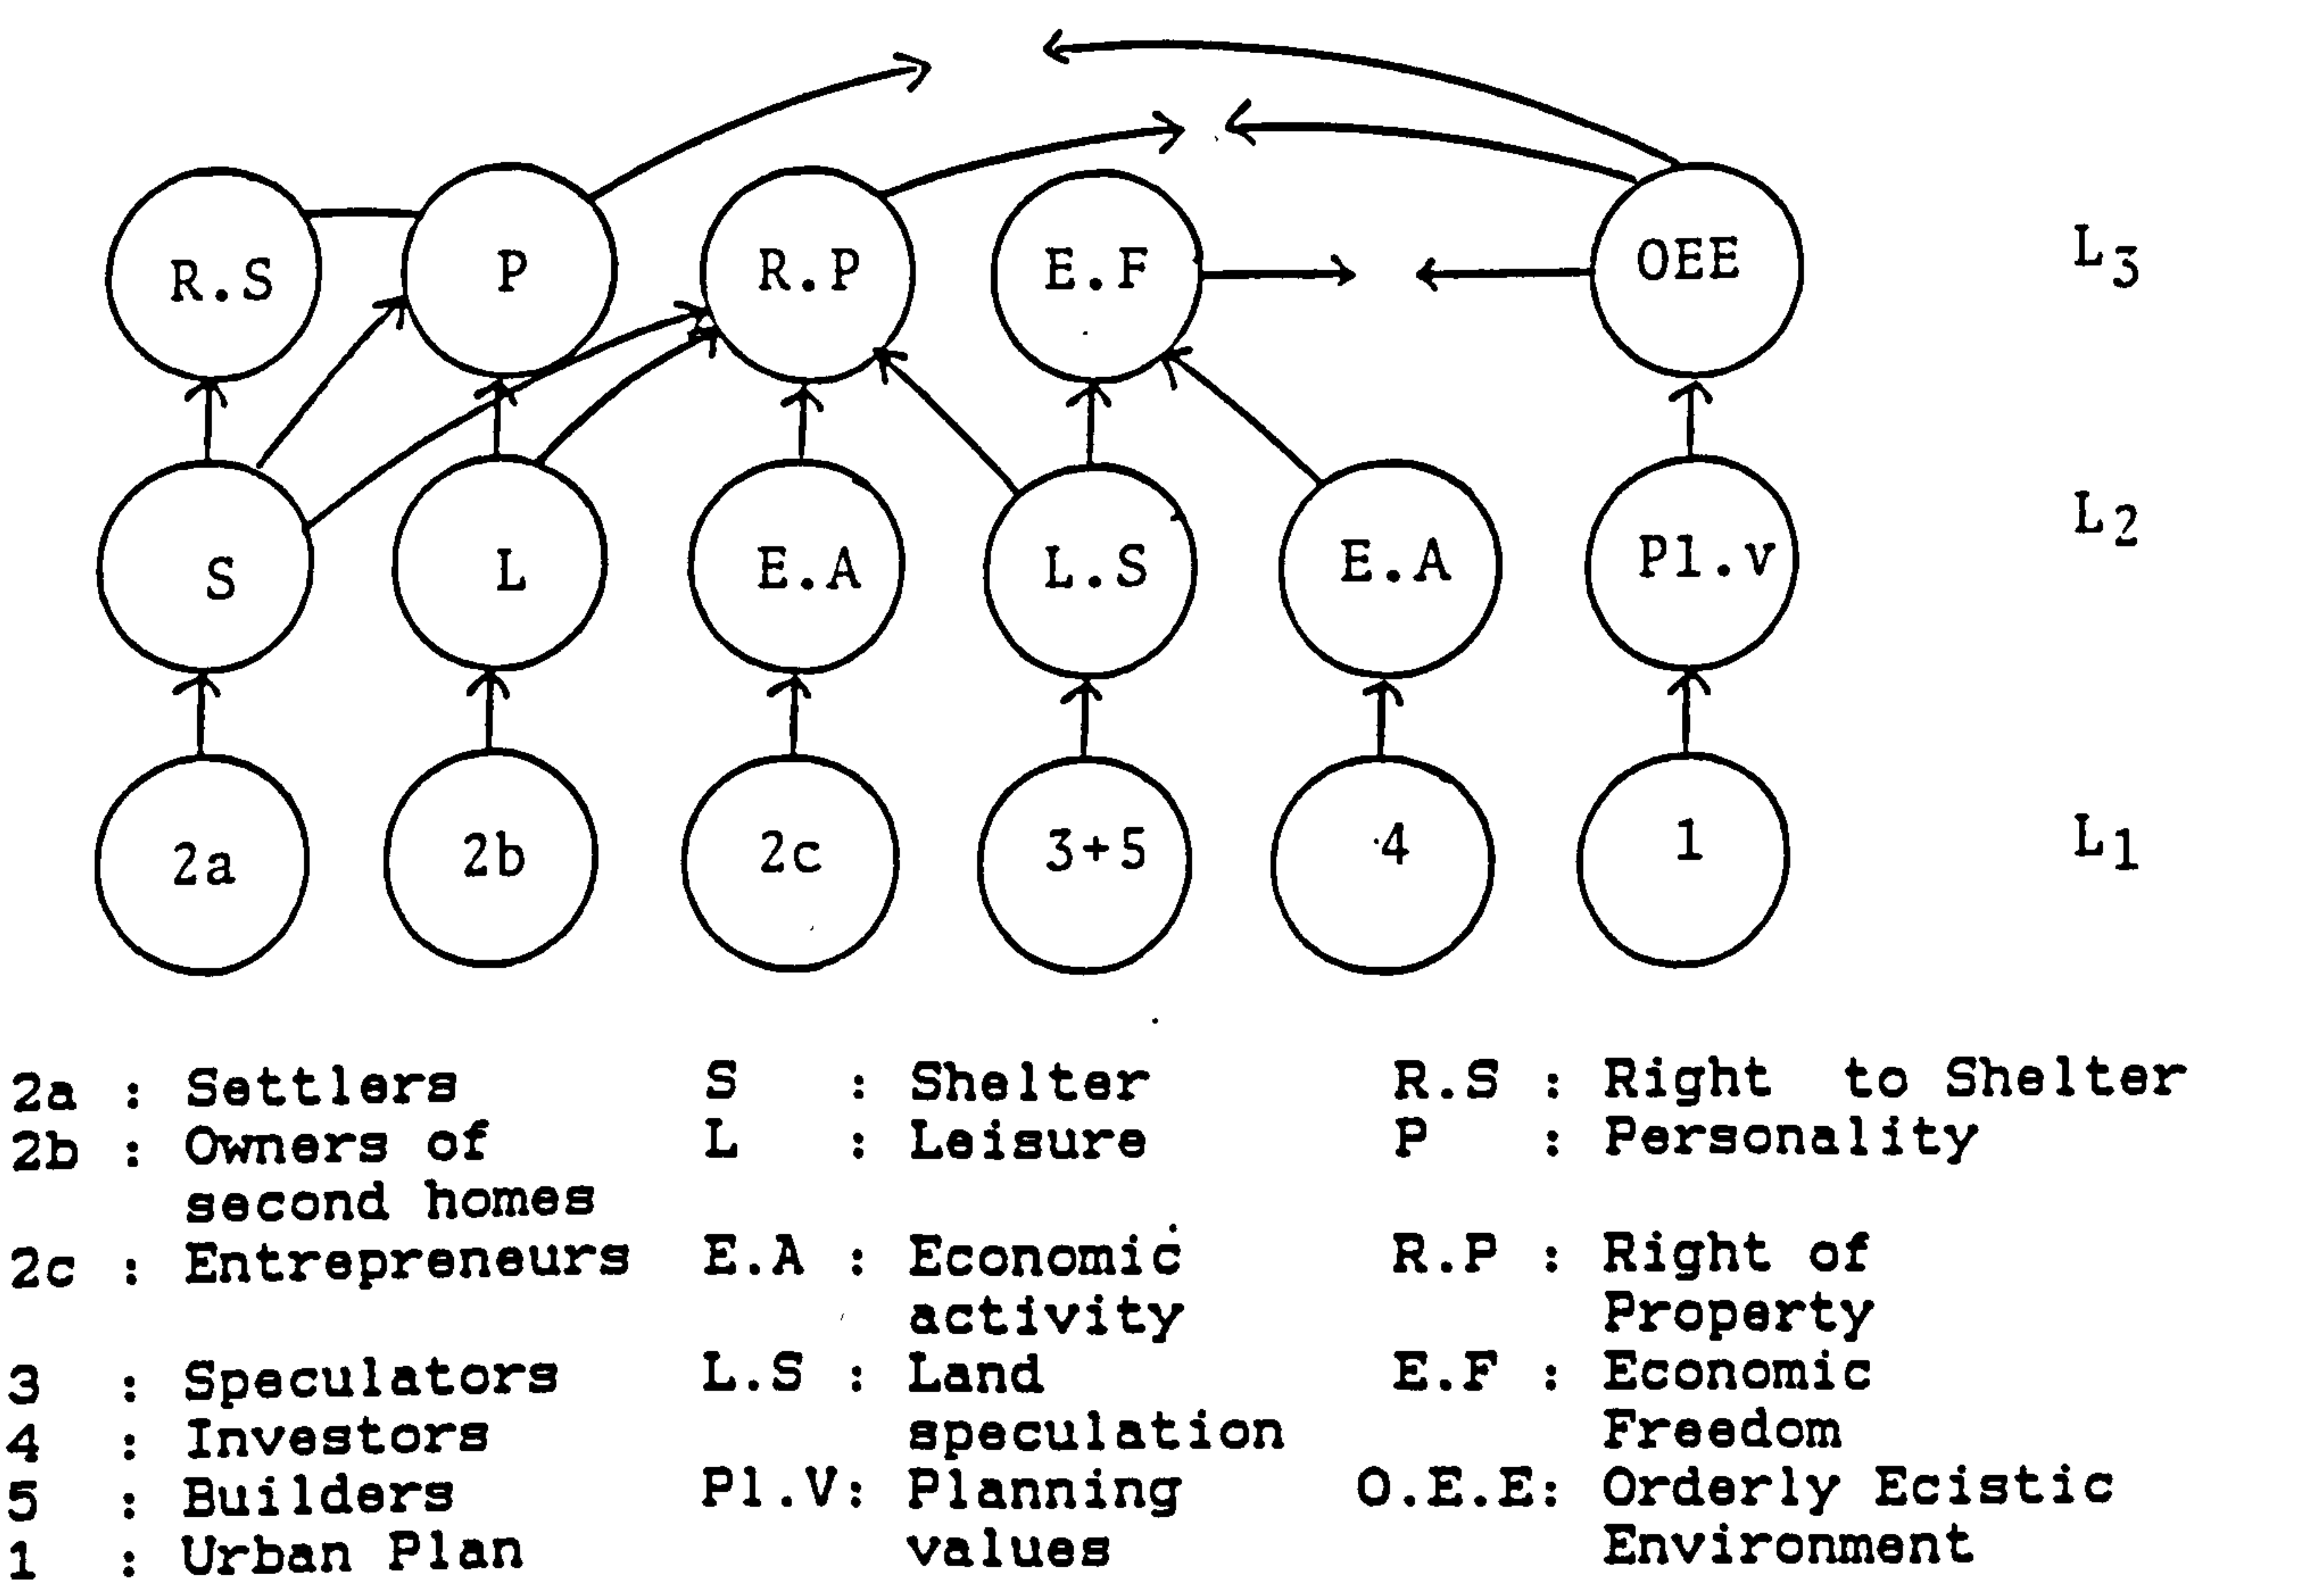 R.S P R.P E.F OEE L3
S L E.A L.S E.A Pl.v L2
2a 2b 2c 3+5 4 1 L1
2a : Settlers S : Shelter R.S : Right to Shelter
2b : Owners of L : Leisure P : Personality
second homes
2c : Entrepreneurs E.A : Economic R.P : Right of
activity Property
3 : Speculators L.S : Land E.F : Economic
4 : Investors speculation Freedom
5 : Builders Pl.V: Planning O.E.E: Orderly Ecistic
1 : Urban Plan values Environment